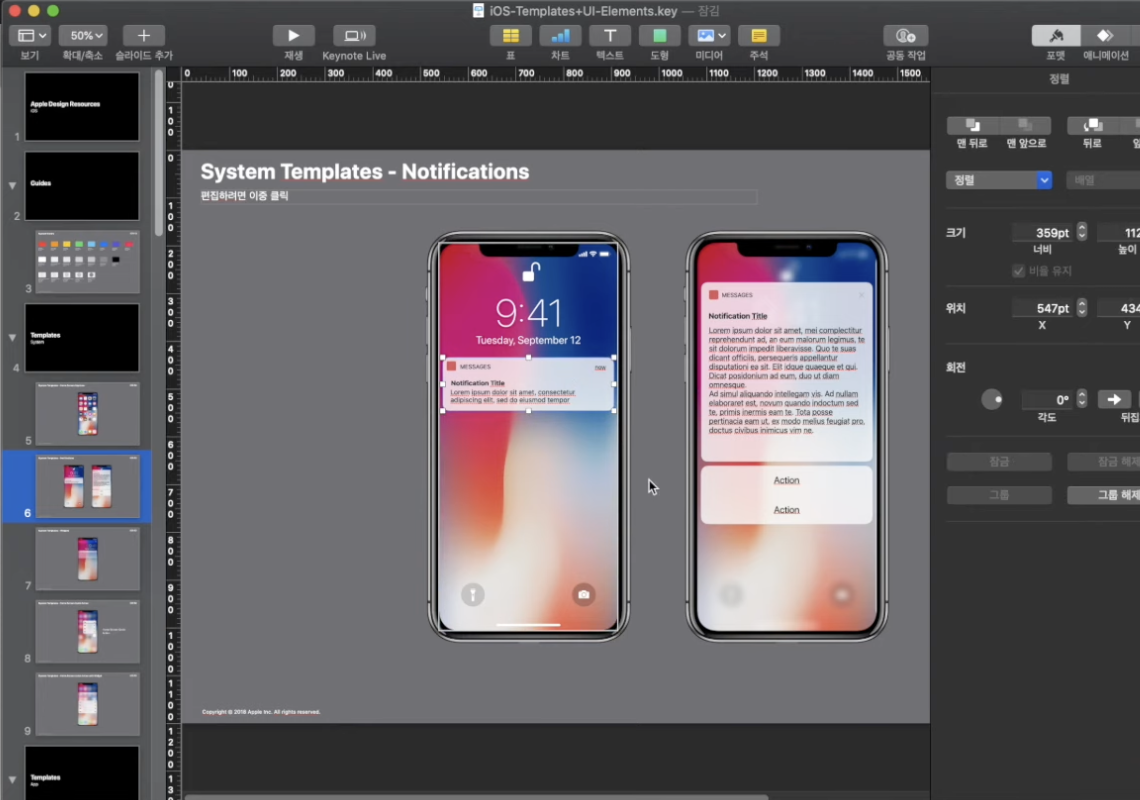 iOS-Templates+UI-Elements.key — 잠김
50%
보기
확대/축소
슬라이드 추가
재생
Keynote Live
표
차트
텍스트
도형
미디어
주석
공동 작업
포맷
애니메이션
0 100 200 300 400 500 600 700 800 900 1000 1100 1200 1300 1400 1500
정렬
Apple Design Resources
iOS
1
Guides
2
3
Templates
System
4
5
6
7
8
9
Templates
App
System Templates - Notifications
편집하려면 이중 클릭
9:41
Tuesday, September 12
MESSAGES
Notification Title
Lorem ipsum dolor sit amet, consectetur
adipiscing elit, sed do eiusmod tempor
MESSAGES
Notification Title
Lorem ipsum dolor sit amet, mei complectitur
reprehendunt ad, an eum malorum legimus, te
sit dolorum impedit liberavisse. Quo te suas
dicant officiis, persequeris appellantur
disputationi ea sit. Elit idque quaeque et qui.
Dicat posidonium ad eum, duo ut diam
omnesque.
Ad simul aliquando intellegam vis. Ad nullam
elaboraret est, novum quando indoctum sed
te, primis inermis eam te. Tota posse
pertinacia eam ut, ex modo melius feugiat pro,
doctus civibus inimicus vim ne.
Action
Action
Copyright © 2018 Apple Inc. All rights reserved.
맨 뒤로
맨 앞으로
뒤로
정렬
배열
크기
359pt
112
너비
높이
비율 유지
위치
547pt
434
X
Y
회전
0°
각도
뒤집
잠금
잠금 해제
그룹
그룹 해제